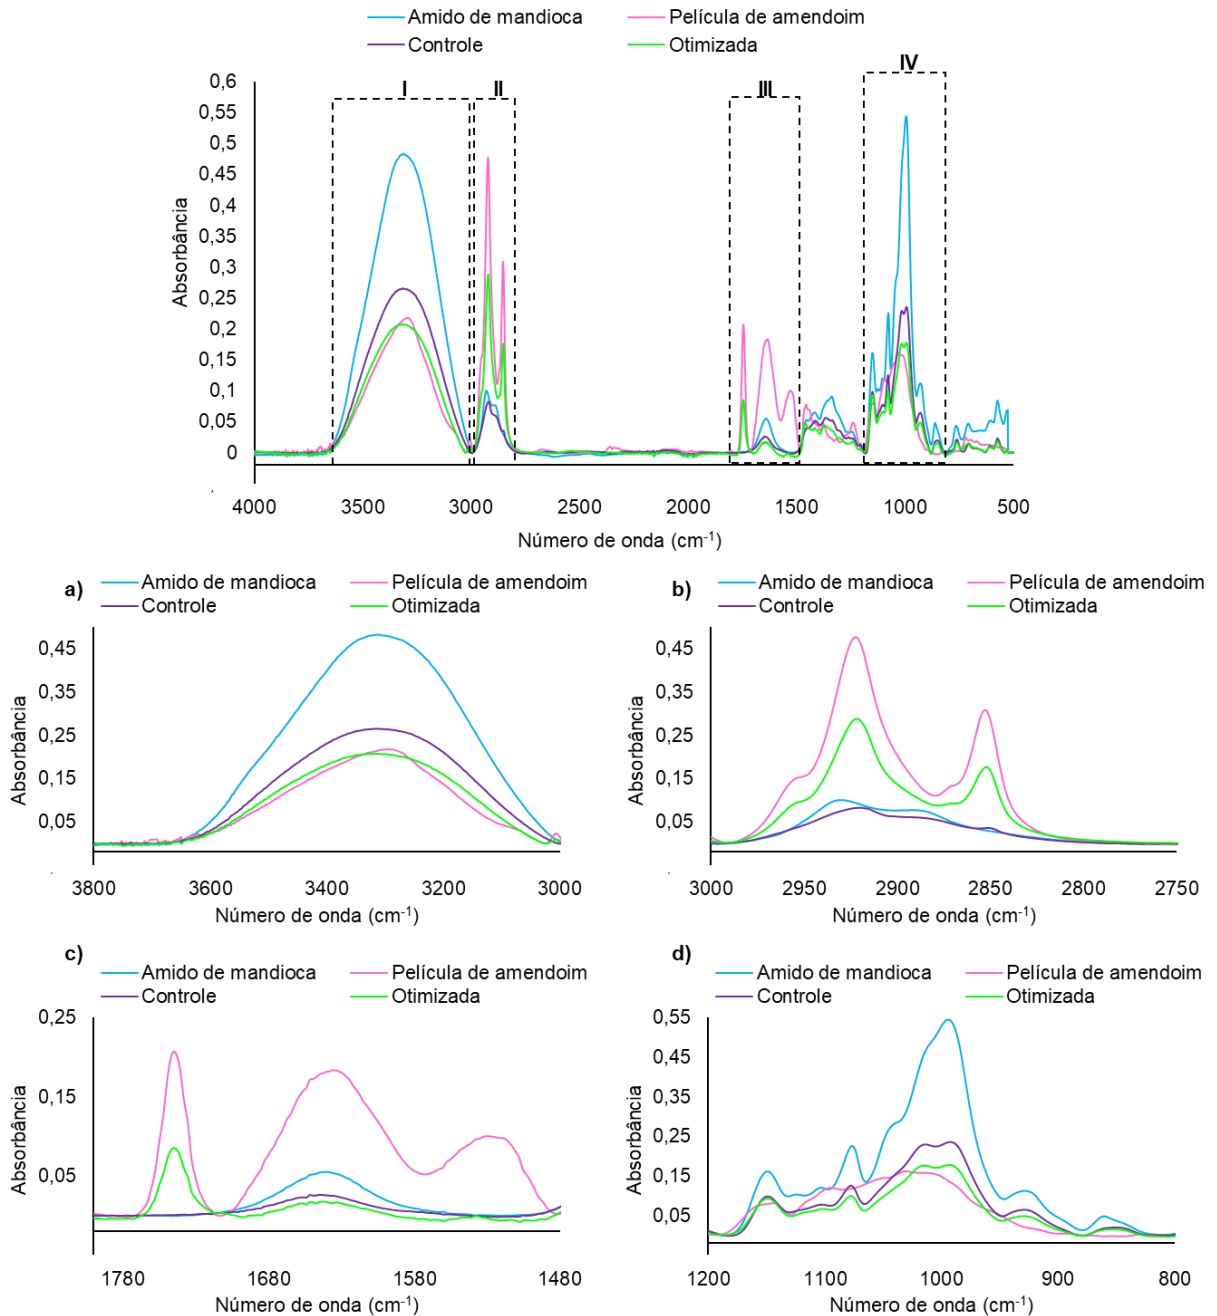 Amido de mandioca Película de amendoim
Controle Otimizada
I II III IV
0,6
0,55
0,5
0,45
0,4
0,35
0,3
0,25
0,2
0,15
0,1
0,05
0
Absorbância
4000 3500 3000 2500 2000 1500 1000 500
Número de onda (cm-1)
a) Amido de mandioca Película de amendoim
Controle Otimizada
0,45
0,35
0,25
0,15
0,05
Absorbância
3800 3600 3400 3200 3000
Número de onda (cm-1)
b) Amido de mandioca Película de amendoim
Controle Otimizada
0,45
0,35
0,25
0,15
0,05
Absorbância
3000 2950 2900 2850 2800 2750
Número de onda (cm-1)
c) Amido de mandioca Película de amendoim
Controle Otimizada
0,25
0,15
0,05
Absorbância
1780 1680 1580 1480
Número de onda (cm-1)
d) Amido de mandioca Película de amendoim
Controle Otimizada
0,55
0,45
0,35
0,25
0,15
0,05
Absorbância
1200 1100 1000 900 800
Número de onda (cm-1)